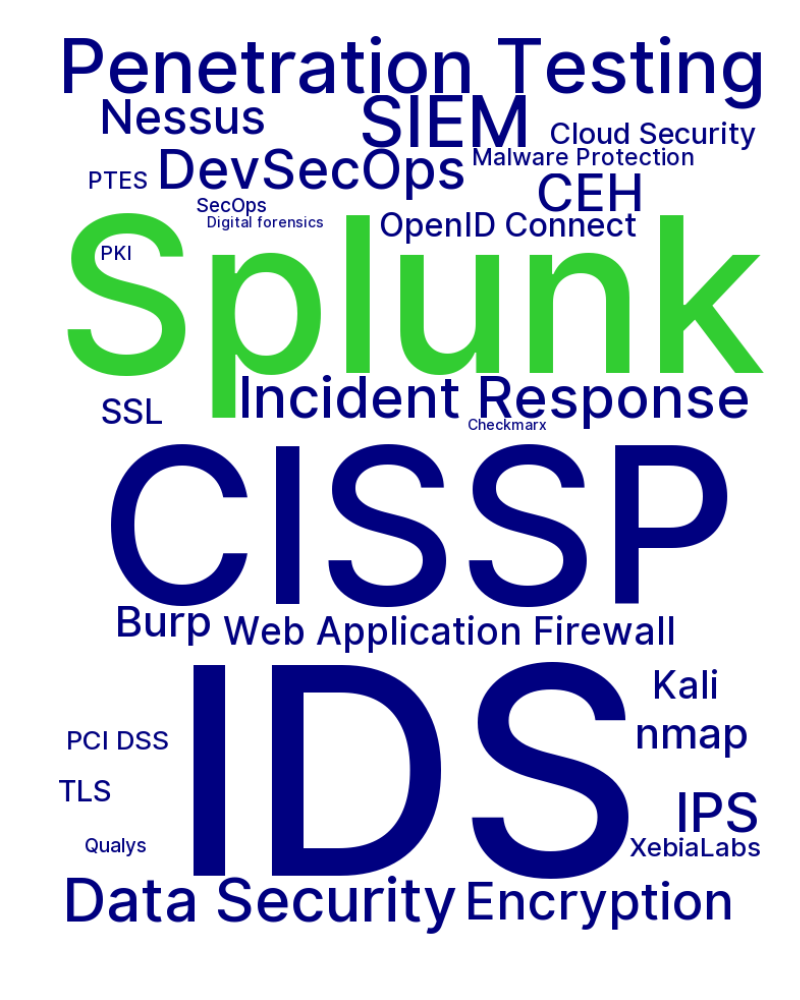 Penetration Testing
Nessus
SIEM
Cloud Security
Malware Protection
DevSecOps
PTES
CEH
SecOps
Digital forensics
OpenID Connect
PKI
Splunk
Incident Response
SSL
Checkmarx
CISSP
Burp
Web Application Firewall
IDS
Kali
nmap
PCI DSS
TLS
IPS
Qualys
XebiaLabs
Data Security
Encryption